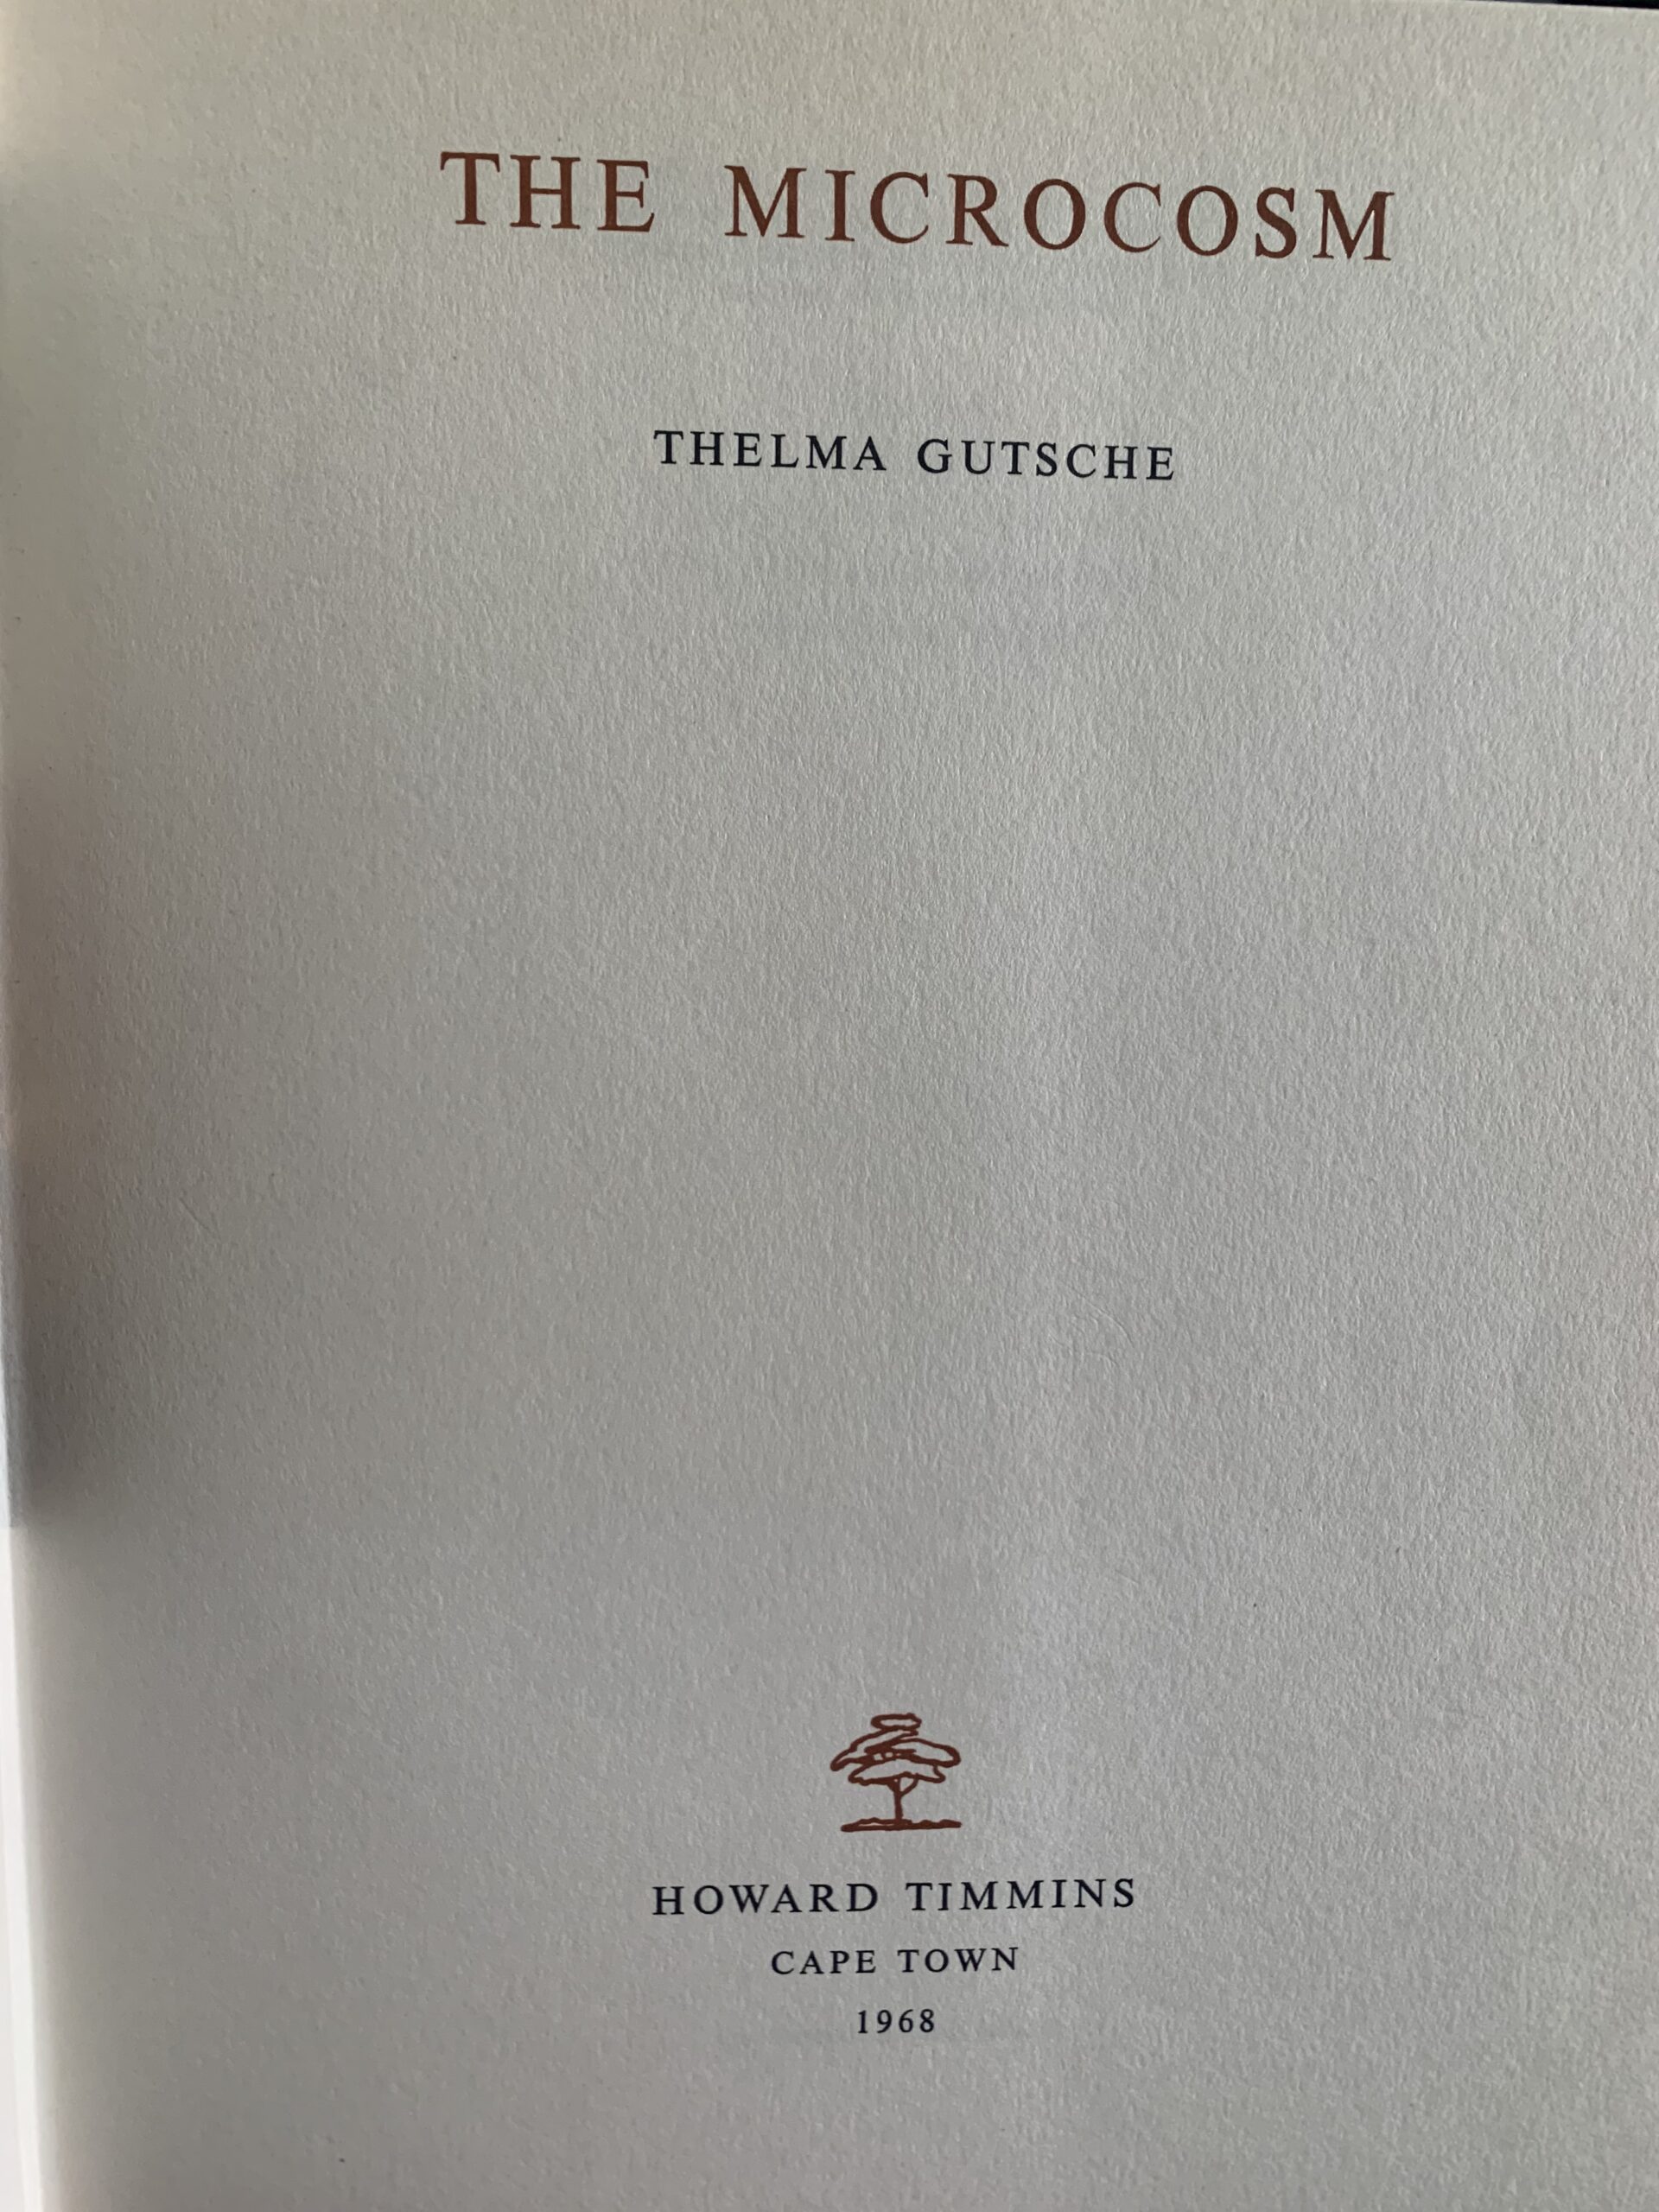 THE MICROCOSM
THELMA GUTSCHE
HOWARD TIMMINS
CAPE TOWN
1968